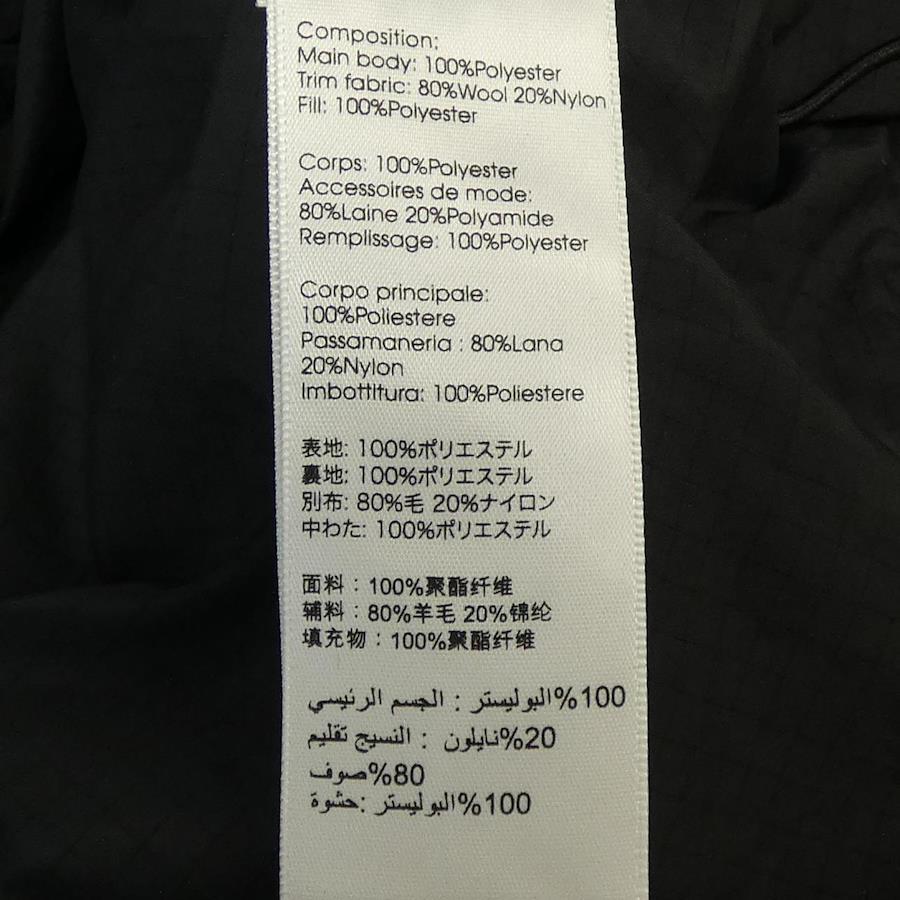 Composition:
Main body: 100%Polyester
Trim fabric: 80%Wool 20%Nylon
Fill: 100%Polyester
Corps: 100%Polyester
Accessoires de mode:
80%Laine 20%Polyamide
Remplissage: 100%Polyester
Corpo principale:
100%Poliestere
Passamaneria : 80%Lana
20%Nylon
Imbottitura: 100%Poliestere
表地: 100%ポリエステル
裏地: 100%ポリエステル
別布: 80%毛 20%ナイロン
中わた: 100%ポリエステル
面料：100%聚酯纤维
辅料：80%羊毛 20%锦纶
填充物：100%聚酯纤维
100%البوليستر : الجسم الرئيسي
20%نايلون : النسيج تقليم
80%صوف
100%البوليستر :حشوة